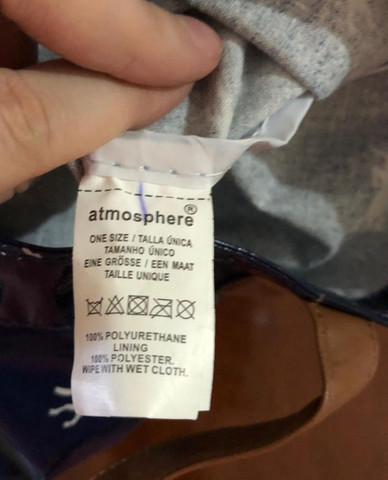 atmosphere®
ONE SIZE / TALLA ÚNICA
TAMANHO ÚNICO
EINE GRÖSSE / EEN MAAT
TAILLE UNIQUE
100% POLYURETHANE
LINING
100% POLYESTER.
WIPE WITH WET CLOTH.